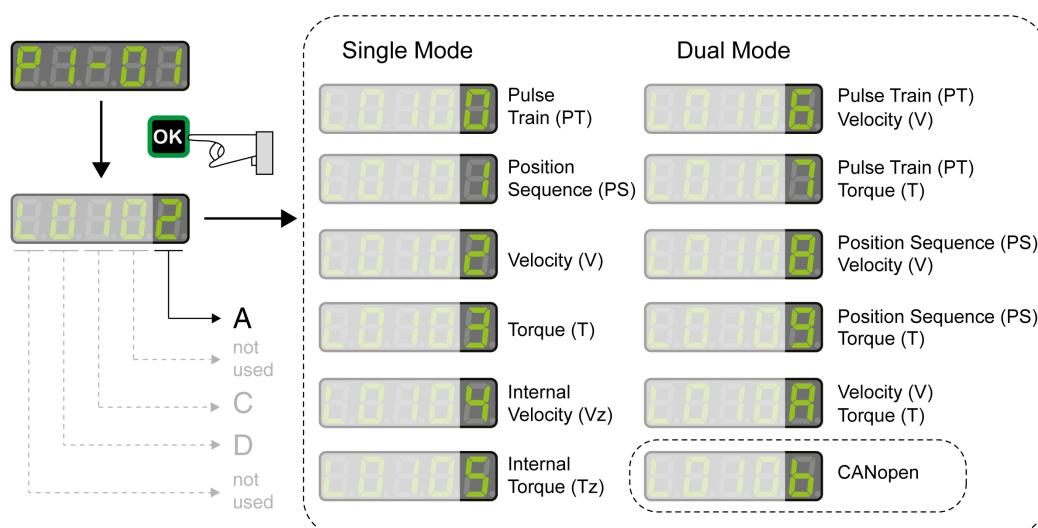 P1-01
OK
L0102
A
not
used
C
D
not
used
Single Mode
L0100
Pulse
Train (PT)
L0101
Position
Sequence (PS)
L0102
Velocity (V)
L0103
Torque (T)
L0104
Internal
Velocity (Vz)
L0105
Internal
Torque (Tz)
Dual Mode
L0106
Pulse Train (PT)
Velocity (V)
L0107
Pulse Train (PT)
Torque (T)
L0108
Position Sequence (PS)
Velocity (V)
L0109
Position Sequence (PS)
Torque (T)
L010A
Velocity (V)
Torque (T)
L010b
CANopen